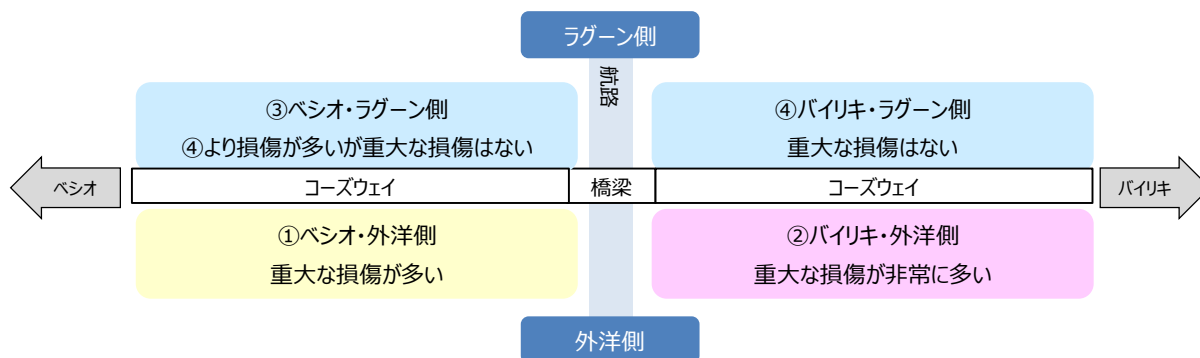 ラグーン側
航路
③ベシオ・ラグーン側
④より損傷が多いが重大な損傷はない
④バイリキ・ラグーン側
重大な損傷はない
ベシオ
コーズウェイ
橋梁
コーズウェイ
バイリキ
①ベシオ・外洋側
重大な損傷が多い
②バイリキ・外洋側
重大な損傷が非常に多い
外洋側